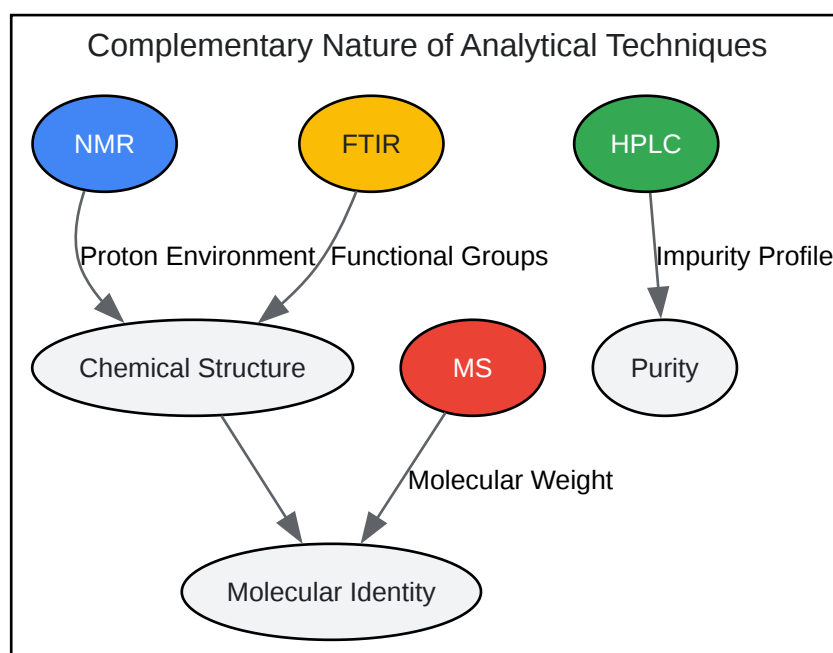 Complementary Nature of Analytical Techniques
NMR
FTIR
HPLC
Proton Environment
Functional Groups
Impurity Profile
Chemical Structure
MS
Purity
Molecular Weight
Molecular Identity